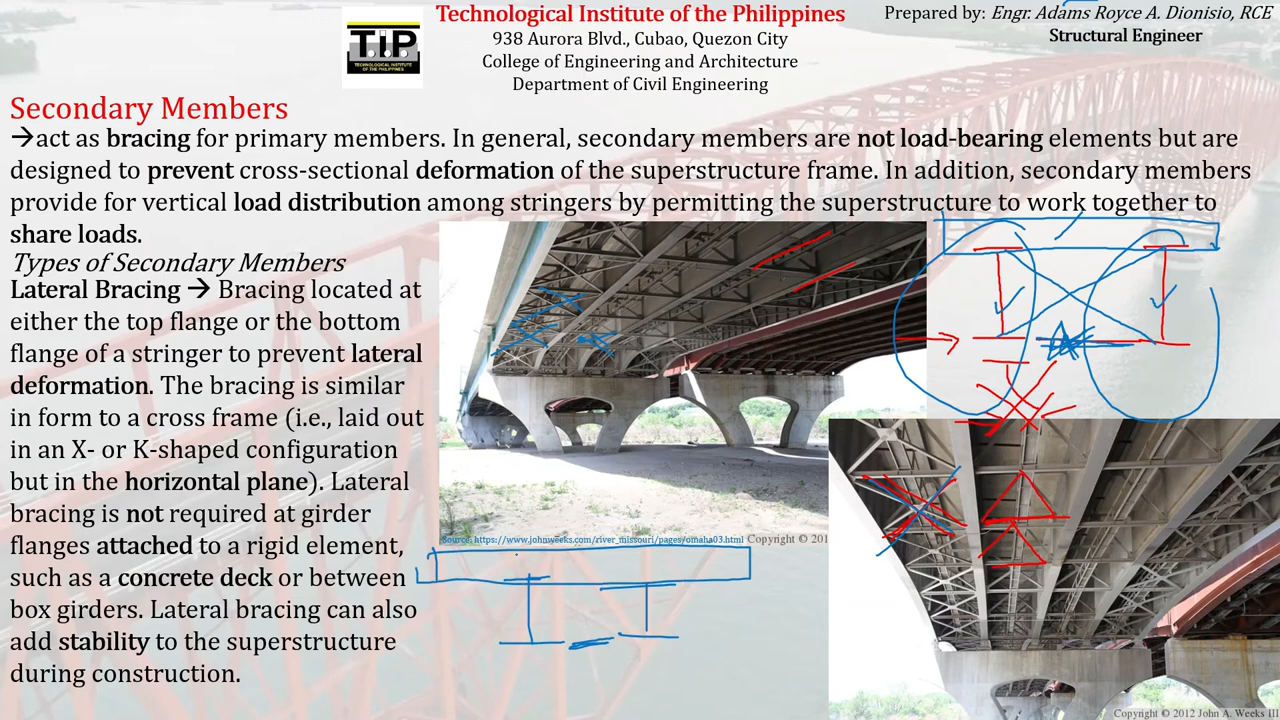 Technological Institute of the Philippines
938 Aurora Blvd., Cubao, Quezon City
College of Engineering and Architecture
Department of Civil Engineering
Prepared by: Engr. Adams Royce A. Dionisio, RCE
Structural Engineer
TIP
TECHNOLOGICAL INSTITUTE
OF THE PHILIPPINES
Secondary Members
→act as bracing for primary members. In general, secondary members are not load-bearing elements but are
designed to prevent cross-sectional deformation of the superstructure frame. In addition, secondary members
provide for vertical load distribution among stringers by permitting the superstructure to work together to
share loads.
Types of Secondary Members
Lateral Bracing → Bracing located at
either the top flange or the bottom
flange of a stringer to prevent lateral
deformation. The bracing is similar
in form to a cross frame (i.e., laid out
in an X- or K-shaped configuration
but in the horizontal plane). Lateral
bracing is not required at girder
flanges attached to a rigid element,
such as a concrete deck or between
box girders. Lateral bracing can also
add stability to the superstructure
during construction.
Source: https://www.johnweeks.com/river_missouri/pages/omaha03.html
Copyright © 201
Copyright © 2012 John A. Weeks III